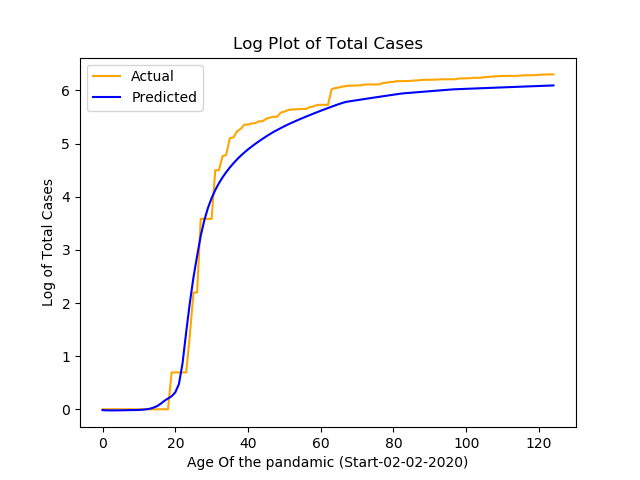 Log Plot of Total Cases
Actual
Predicted
Log of Total Cases
6
5
4
3
2
1
0
0 20 40 60 80 100 120
Age Of the pandamic (Start-02-02-2020)